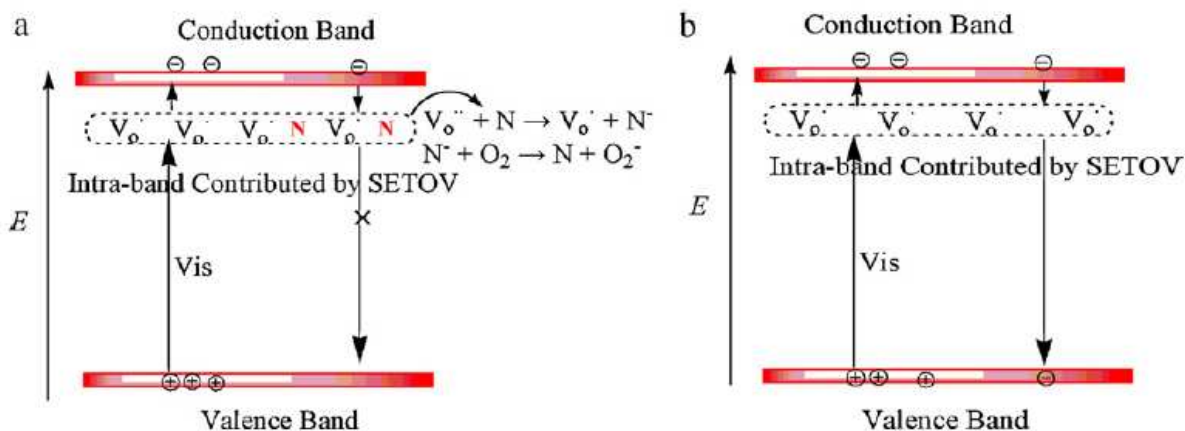 a
Conduction Band
⊖ ⊖ ⊖
Vo˙ Vo˙ Vo˙ N Vo˙ N
Vo¨ + N → Vo˙ + N-
N- + O2 → N + O2-
Intra-band Contributed by SETOV
×
E
Vis
⊕ ⊕ ⊕
Valence Band
b
Conduction Band
⊖ ⊖ ⊖
Vo˙ Vo˙ Vo˙ Vo˙
Intra-band Contributed by SETOV
E
Vis
⊕ ⊕ ⊕ ⊖
Valence Band